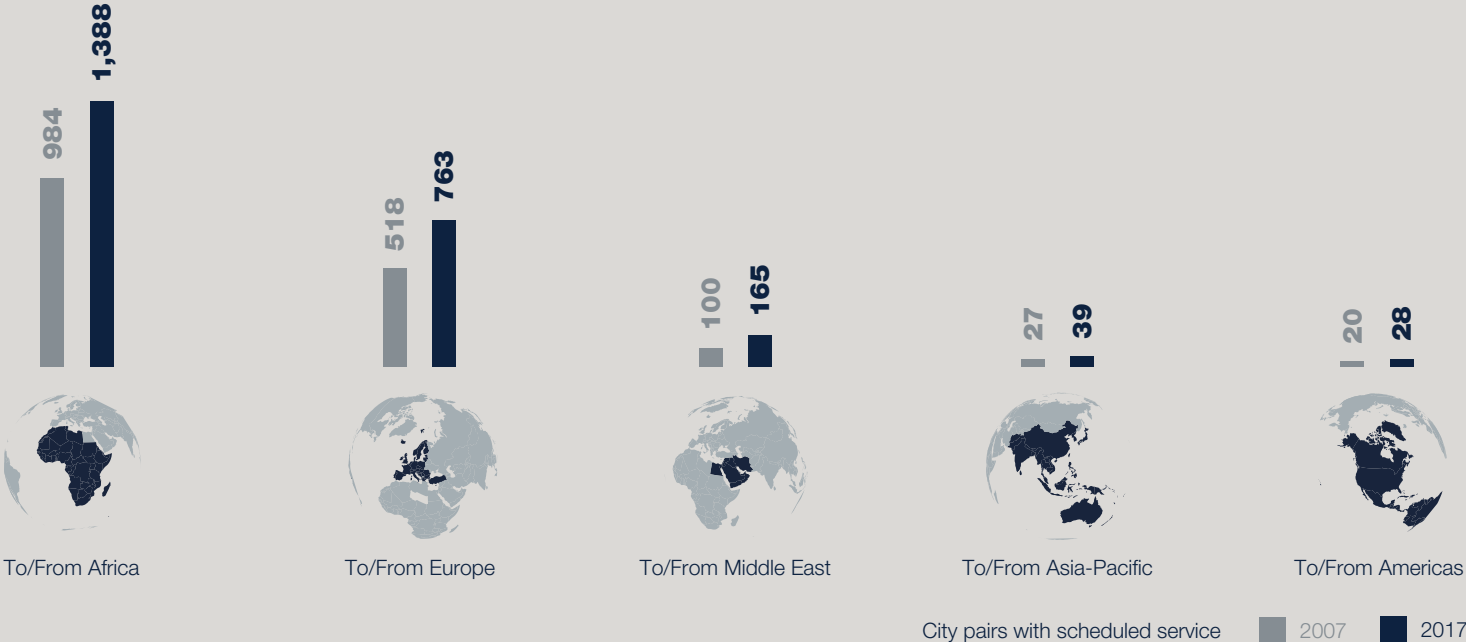 984
1,388
518
763
100
165
27
39
20
28
To/From Africa
To/From Europe
To/From Middle East
To/From Asia-Pacific
To/From Americas
City pairs with scheduled service
2007
2017